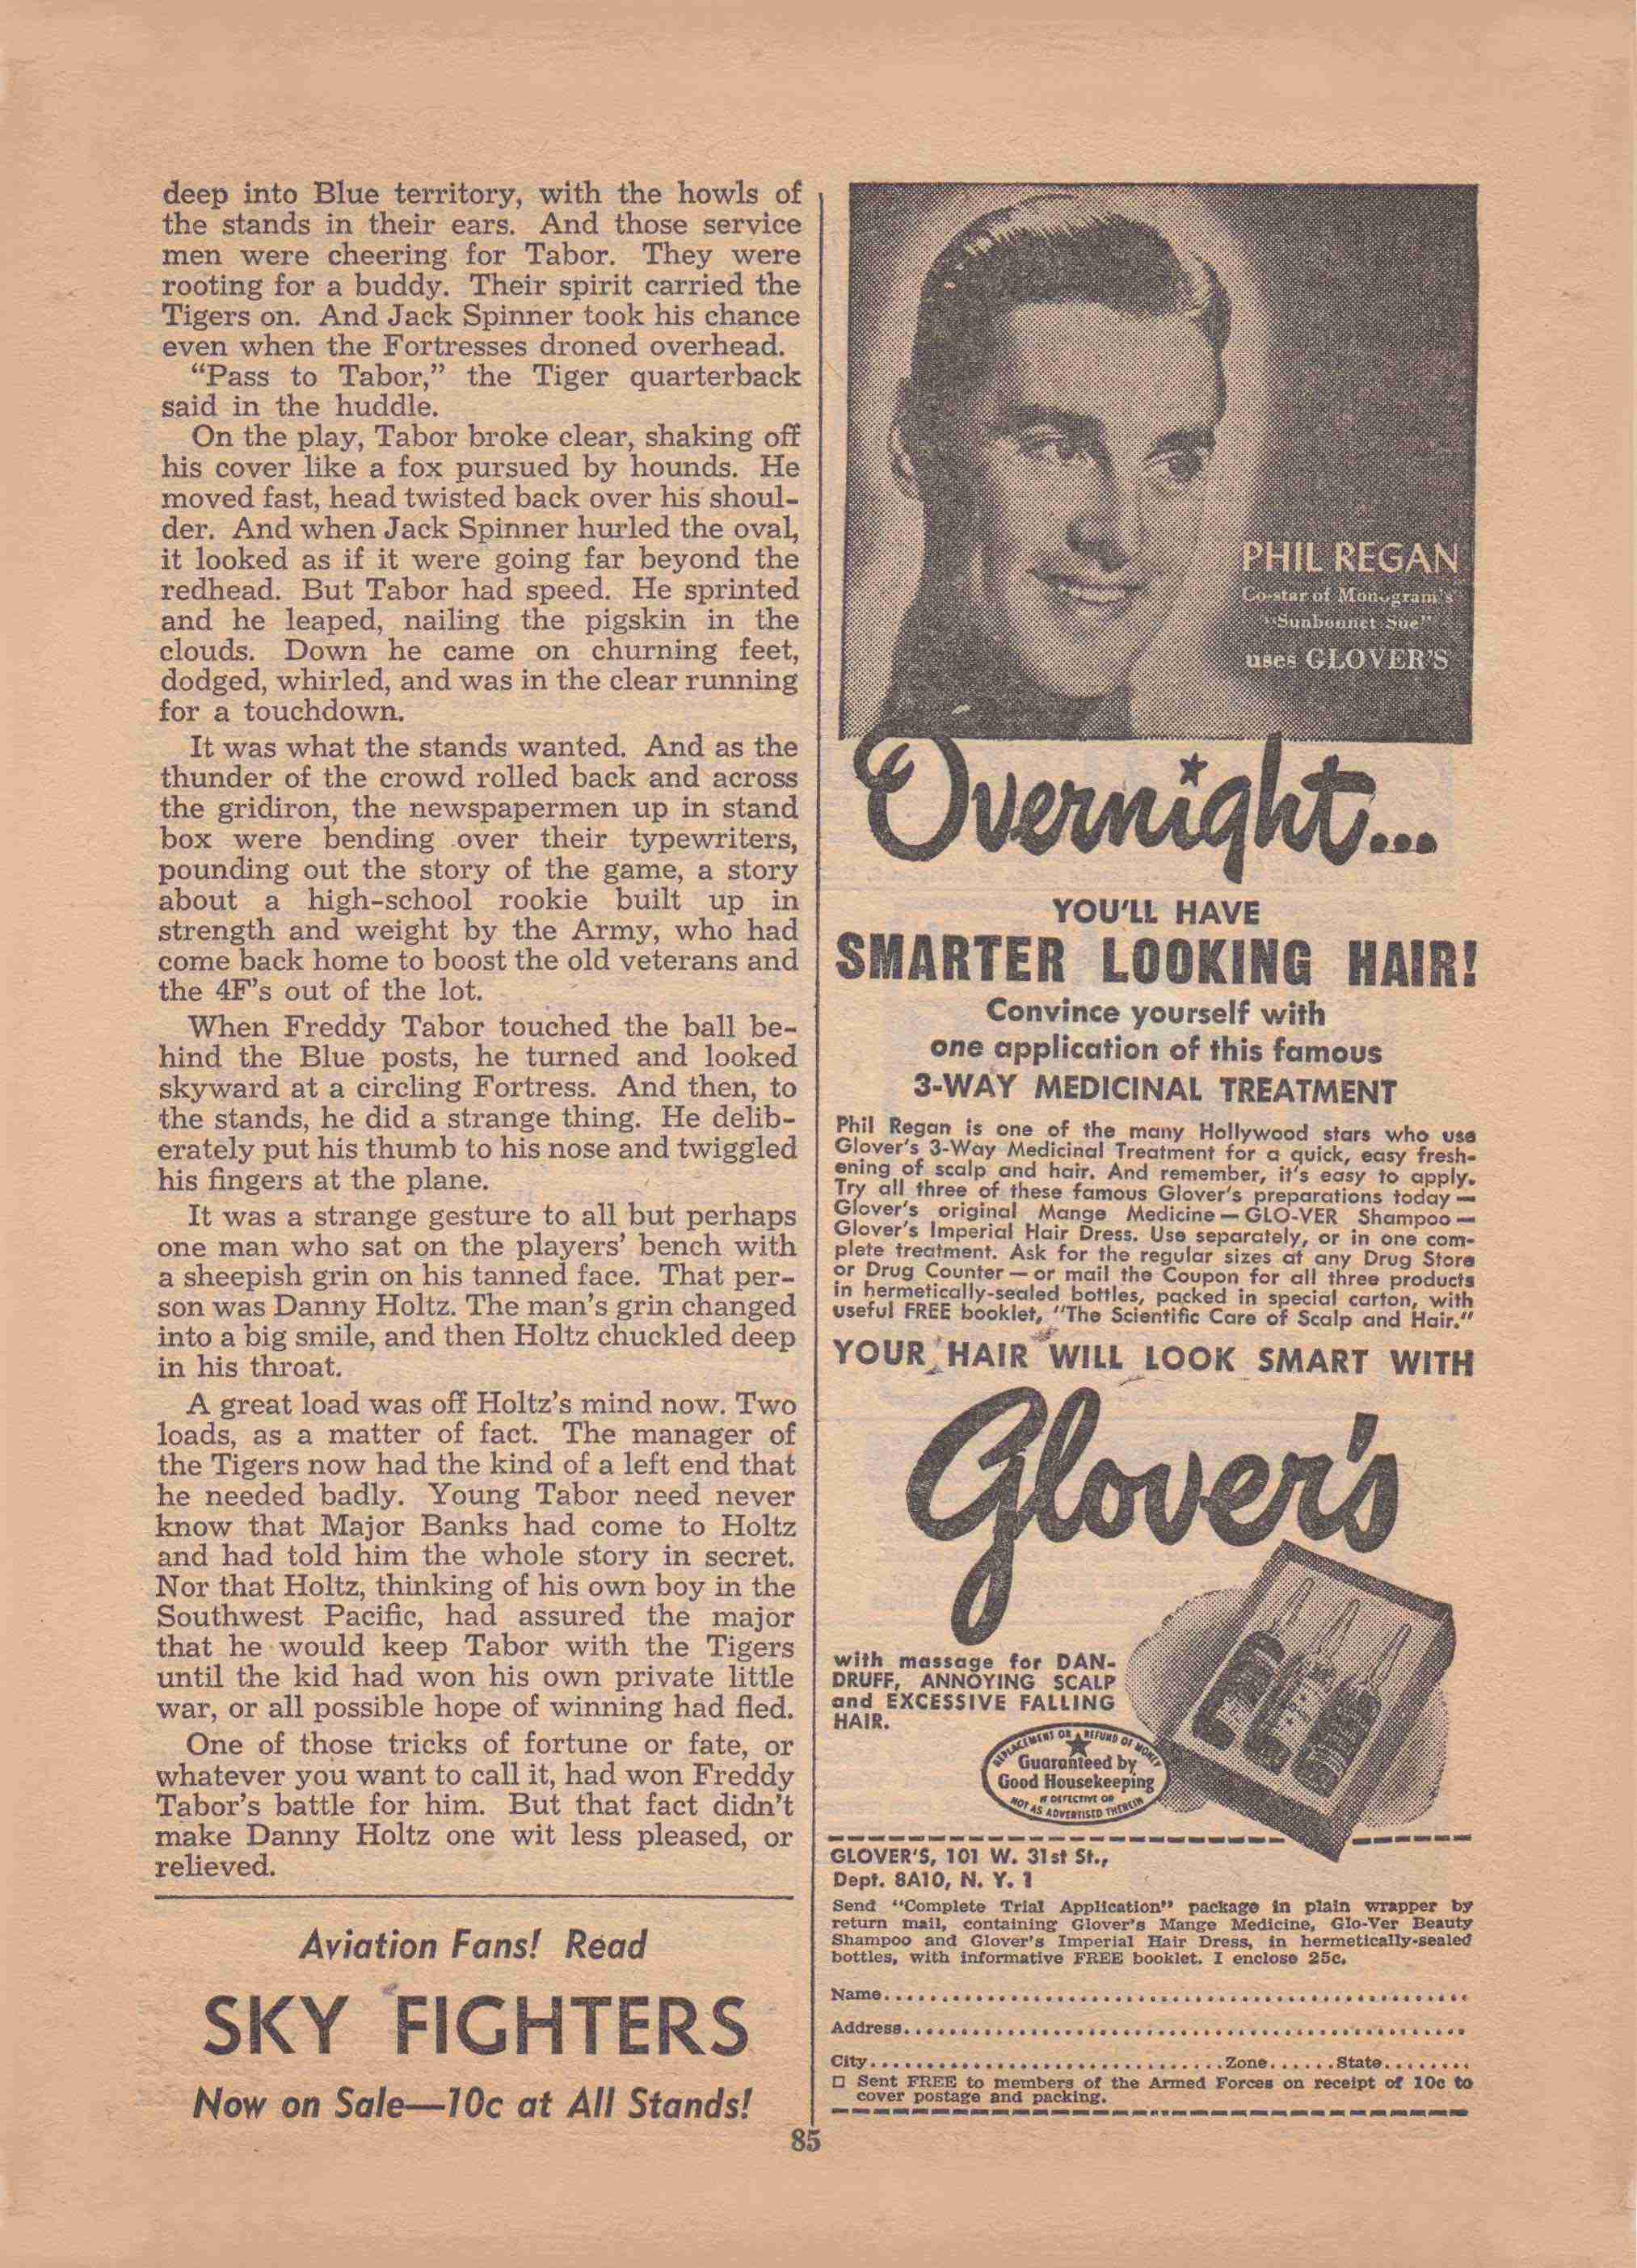 deep into Blue territory, with the howls of
the stands in their ears. And those service
men were cheering for Tabor. They were
rooting for a buddy. Their spirit carried the
Tigers on. And Jack Spinner took his chance
even when the Fortresses droned overhead.
“Pass to Tabor,” the Tiger quarterback
said in the huddle.
On the play, Tabor broke clear, shaking off
his cover like a fox pursued by hounds. He
moved fast, head twisted back over his shoul-
der. And when Jack Spinner hurled the oval,
it looked as if it were going far beyond the
redhead. But Tabor had speed. He sprinted
and he leaped, nailing the pigskin in the
clouds. Down he came on churning feet,
dodged, whirled, and was in the clear running
for a touchdown.
It was what the stands wanted. And as the
thunder of the crowd rolled back and across
the gridiron, the newspapermen up in stand
box were bending over their typewriters,
pounding out the story of the game, a story
about a high-school rookie built up in
strength and weight by the Army, who had
come back home to boost the old veterans and
the 4F’s out of the lot.
When Freddy Tabor touched the ball be-
hind the Blue posts, he turned and looked
skyward at a circling Fortress. And then, to
the stands, he did a strange thing. He delib-
erately put his thumb to his nose and twiggled
his fingers at the plane.
It was a strange gesture to all but perhaps
one man who sat on the players’ bench with
a sheepish grin on his tanned face. That per-
son was Danny Holtz. The man’s grin changed
into a big smile, and then Holtz chuckled deep
in his throat.
A great load was off Holtz’s mind now. Two
loads, as a matter of fact. The manager of
the Tigers now had the kind of a left end that
he needed badly. Young Tabor need never
know that Major Banks had come to Holtz
and had told him the whole story in secret.
Nor that Holtz, thinking of his own boy in the
Southwest Pacific, had assured the major
that he would keep Tabor with the Tigers
until the kid had won his own private little
war, or all possible hope of winning had fled.
One of those tricks of fortune or fate, or
whatever you want to call it, had won Freddy
Tabor’s battle for him. But that fact didn’t
make Danny Holtz one wit less pleased, or
relieved.
Aviation Fans! Read
SKY FIGHTERS
Now on Sale—10c at All Stands!
PHIL REGAN
Co-star of Monogram's
"Sunbonnet Sue"
uses GLOVER'S
Overnight...
YOU'LL HAVE
SMARTER LOOKING HAIR!
Convince yourself with
one application of this famous
3-WAY MEDICINAL TREATMENT
Phil Regan is one of the many Hollywood stars who use
Glover's 3-Way Medicinal Treatment for a quick, easy fresh-
ening of scalp and hair. And remember, it's easy to apply.
Try all three of these famous Glover's preparations today —
Glover's original Mange Medicine — GLO-VER Shampoo —
Glover's Imperial Hair Dress. Use separately, or in one com-
plete treatment. Ask for the regular sizes at any Drug Store
or Drug Counter — or mail the Coupon for all three products
in hermetically-sealed bottles, packed in special carton, with
useful FREE booklet, "The Scientific Care of Scalp and Hair."
YOUR HAIR WILL LOOK SMART WITH
Glover's
with massage for DAN-
DRUFF, ANNOYING SCALP
and EXCESSIVE FALLING
HAIR.
REPLACEMENT OR REFUND OF MONEY
Guaranteed by
Good Housekeeping
IF DEFECTIVE OR
NOT AS ADVERTISED THEREIN
GLOVER'S, 101 W. 31st St.,
Dept. 8A10, N. Y. 1
Send "Complete Trial Application" package in plain wrapper by
return mail, containing Glover's Mange Medicine, Glo-Ver Beauty
Shampoo and Glover's Imperial Hair Dress, in hermetically-sealed
bottles, with informative FREE booklet. I enclose 25c.
Name
Address
City Zone State
☐ Sent FREE to members of the Armed Forces on receipt of 10c to
cover postage and packing.
85